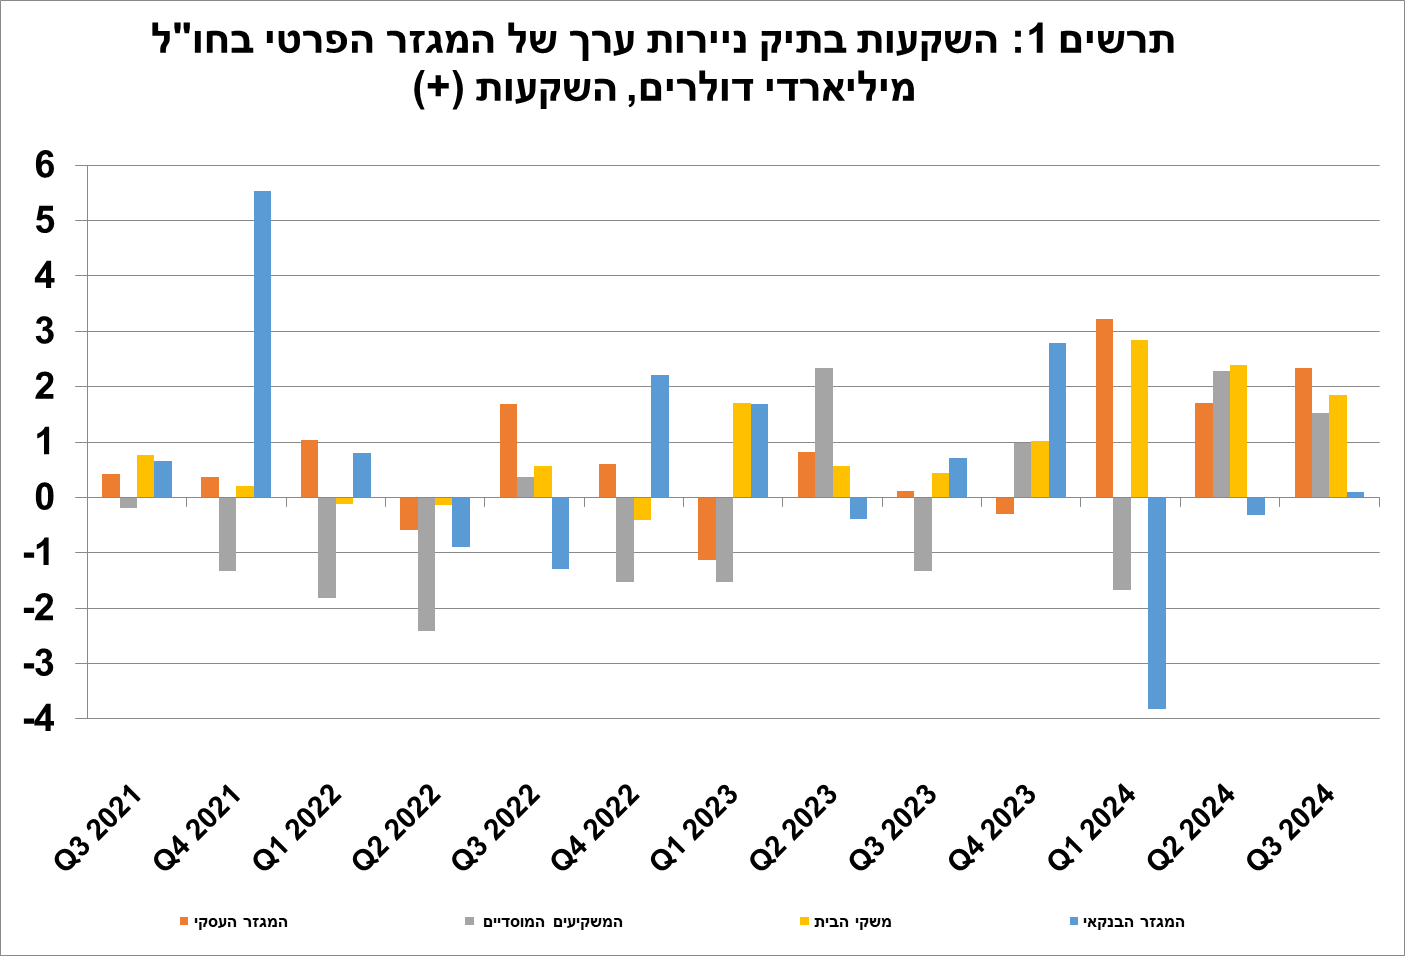 תרשים 1: השקעות בתיק ניירות ערך של המגזר הפרטי בחו"ל
מיליארדי דולרים, השקעות (+)
6
5
4
3
2
1
0
-1
-2
-3
-4
Q3 2021
Q4 2021
Q1 2022
Q2 2022
Q3 2022
Q4 2022
Q1 2023
Q2 2023
Q3 2023
Q4 2023
Q1 2024
Q2 2024
Q3 2024
המגזר העסקי
המשקיעים המוסדיים
משקי הבית
המגזר הבנקאי